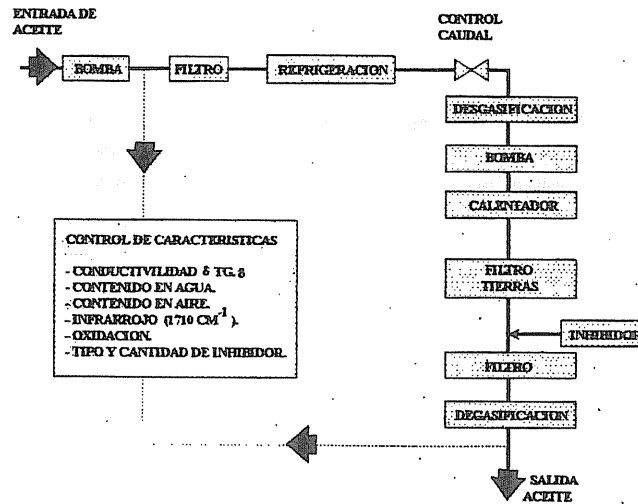 ENTRADA DE
ACEITE
CONTROL
CAUDAL
BOMBA
FILTRO
REFRIGERACION
DESGASIFICACION
BOMBA
CALENTADOR
CONTROL DE CARACTERISTICAS
- CONDUCTIVILIDAD & TG. δ
- CONTENIDO EN AGUA.
- CONTENIDO EN AIRE.
- INFRARROJO (1710 CM⁻¹).
- OXIDACION.
- TIPO Y CANTIDAD DE INHIBIDOR.
FILTRO
TIERRAS
INHIBIDOR
FILTRO
DEGASIFICACION
SALIDA
ACEITE